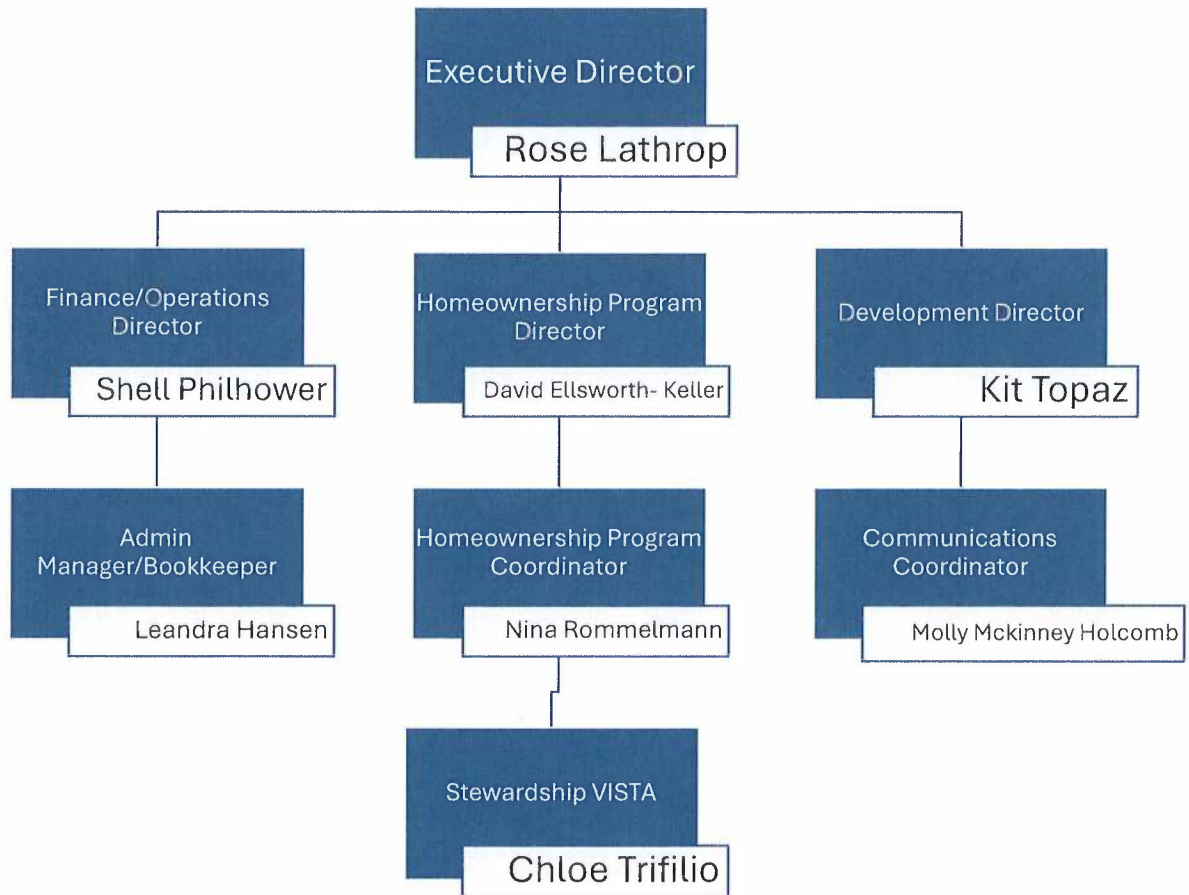 Executive Director
Rose Lathrop
Finance/Operations
Director
Shell Philhower
Homeownership Program
Director
David Ellsworth- Keller
Development Director
Kit Topaz
Admin
Manager/Bookkeeper
Leandra Hansen
Homeownership Program
Coordinator
Nina Rommelmann
Communications
Coordinator
Molly Mckinney Holcomb
Stewardship VISTA
Chloe Trifilio